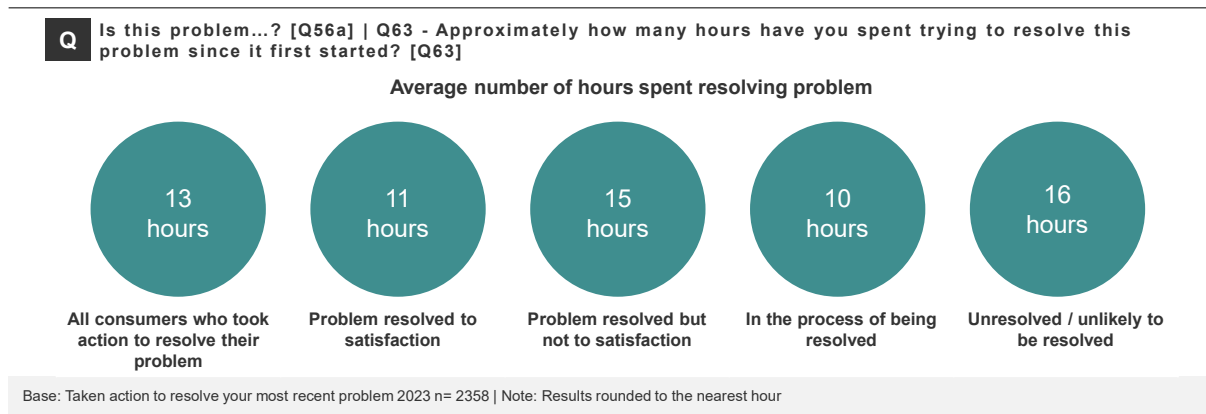 Q
Is this problem...? [Q56a] | Q63 - Approximately how many hours have you spent trying to resolve this
problem since it first started? [Q63]
Average number of hours spent resolving problem
13
hours
11
hours
15
hours
10
hours
16
hours
All consumers who took
action to resolve their
problem
Problem resolved to
satisfaction
Problem resolved but
not to satisfaction
In the process of being
resolved
Unresolved / unlikely to
be resolved
Base: Taken action to resolve your most recent problem 2023 n= 2358 | Note: Results rounded to the nearest hour